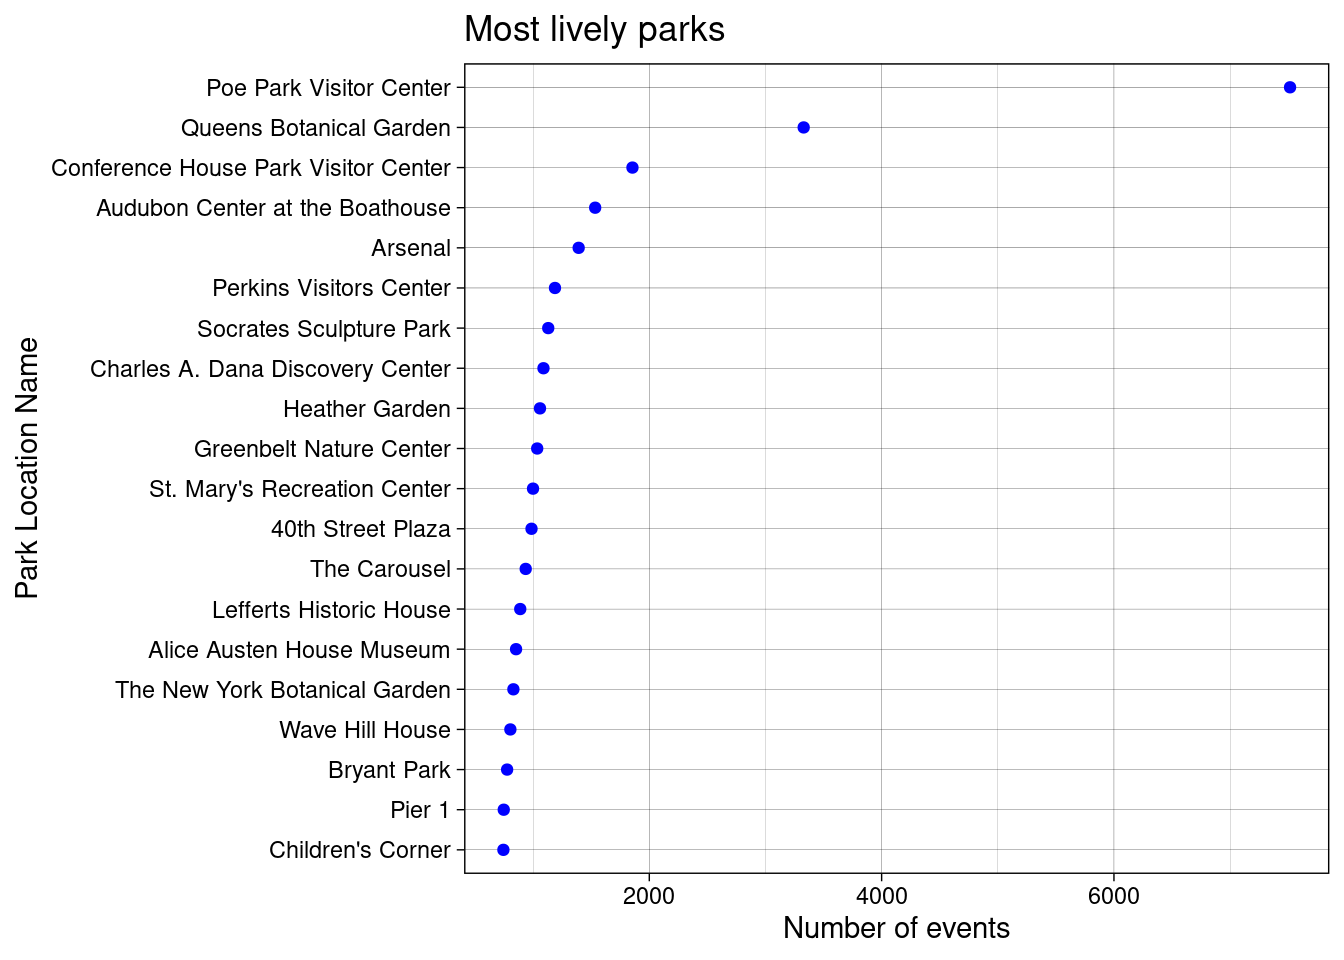 Most lively parks
Poe Park Visitor Center
Queens Botanical Garden
Conference House Park Visitor Center
Audubon Center at the Boathouse
Arsenal
Perkins Visitors Center
Socrates Sculpture Park
Charles A. Dana Discovery Center
Heather Garden
Greenbelt Nature Center
St. Mary's Recreation Center
40th Street Plaza
The Carousel
Lefferts Historic House
Alice Austen House Museum
The New York Botanical Garden
Wave Hill House
Bryant Park
Pier 1
Children's Corner
Park Location Name
2000 4000 6000
Number of events